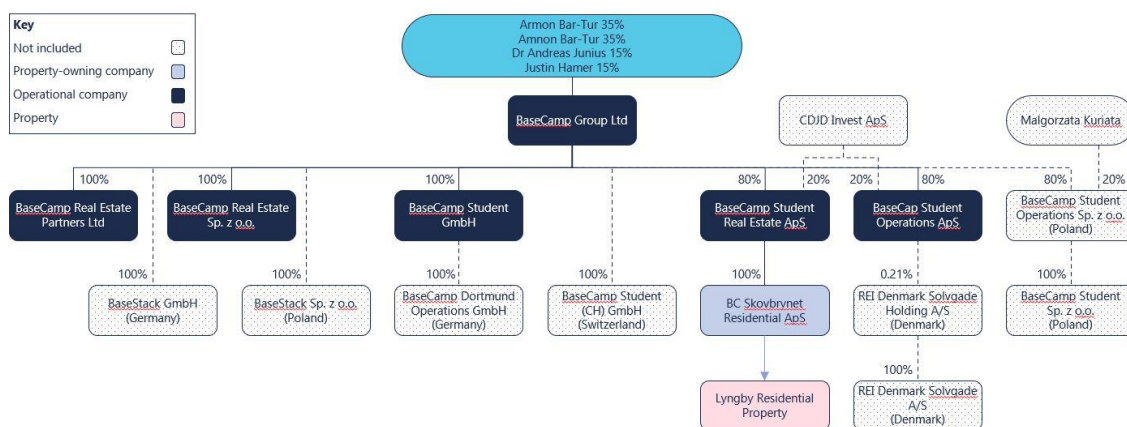 Key
Not included
Property-owning company
Operational company
Property
Armon Bar-Tur 35%
Amnon Bar-Tur 35%
Dr Andreas Junius 15%
Justin Hamer 15%
BaseCamp Group Ltd
CDJD Invest ApS
Malgorzata Kuriata
100%
100%
100%
80%
20%
20%
80%
80%
20%
BaseCamp Real Estate
Partners Ltd
BaseCamp Real Estate
Sp. z o.o.
BaseCamp Student
GmbH
BaseCamp Student
Real Estate ApS
BaseCap Student
Operations ApS
BaseCamp Student
Operations Sp. z o.o.
(Poland)
100%
100%
100%
100%
100%
0.21%
100%
BaseStack GmbH
(Germany)
BaseStack Sp. z o.o.
(Poland)
BaseCamp Dortmund
Operations GmbH
(Germany)
BaseCamp Student
(CH) GmbH
(Switzerland)
BC Skovbrvnet
Residential ApS
REI Denmark Solvgade
Holding A/S
(Denmark)
BaseCamp Student
Sp. z o.o.
(Poland)
100%
Lyngby Residential
Property
REI Denmark Solvgade
A/S
(Denmark)